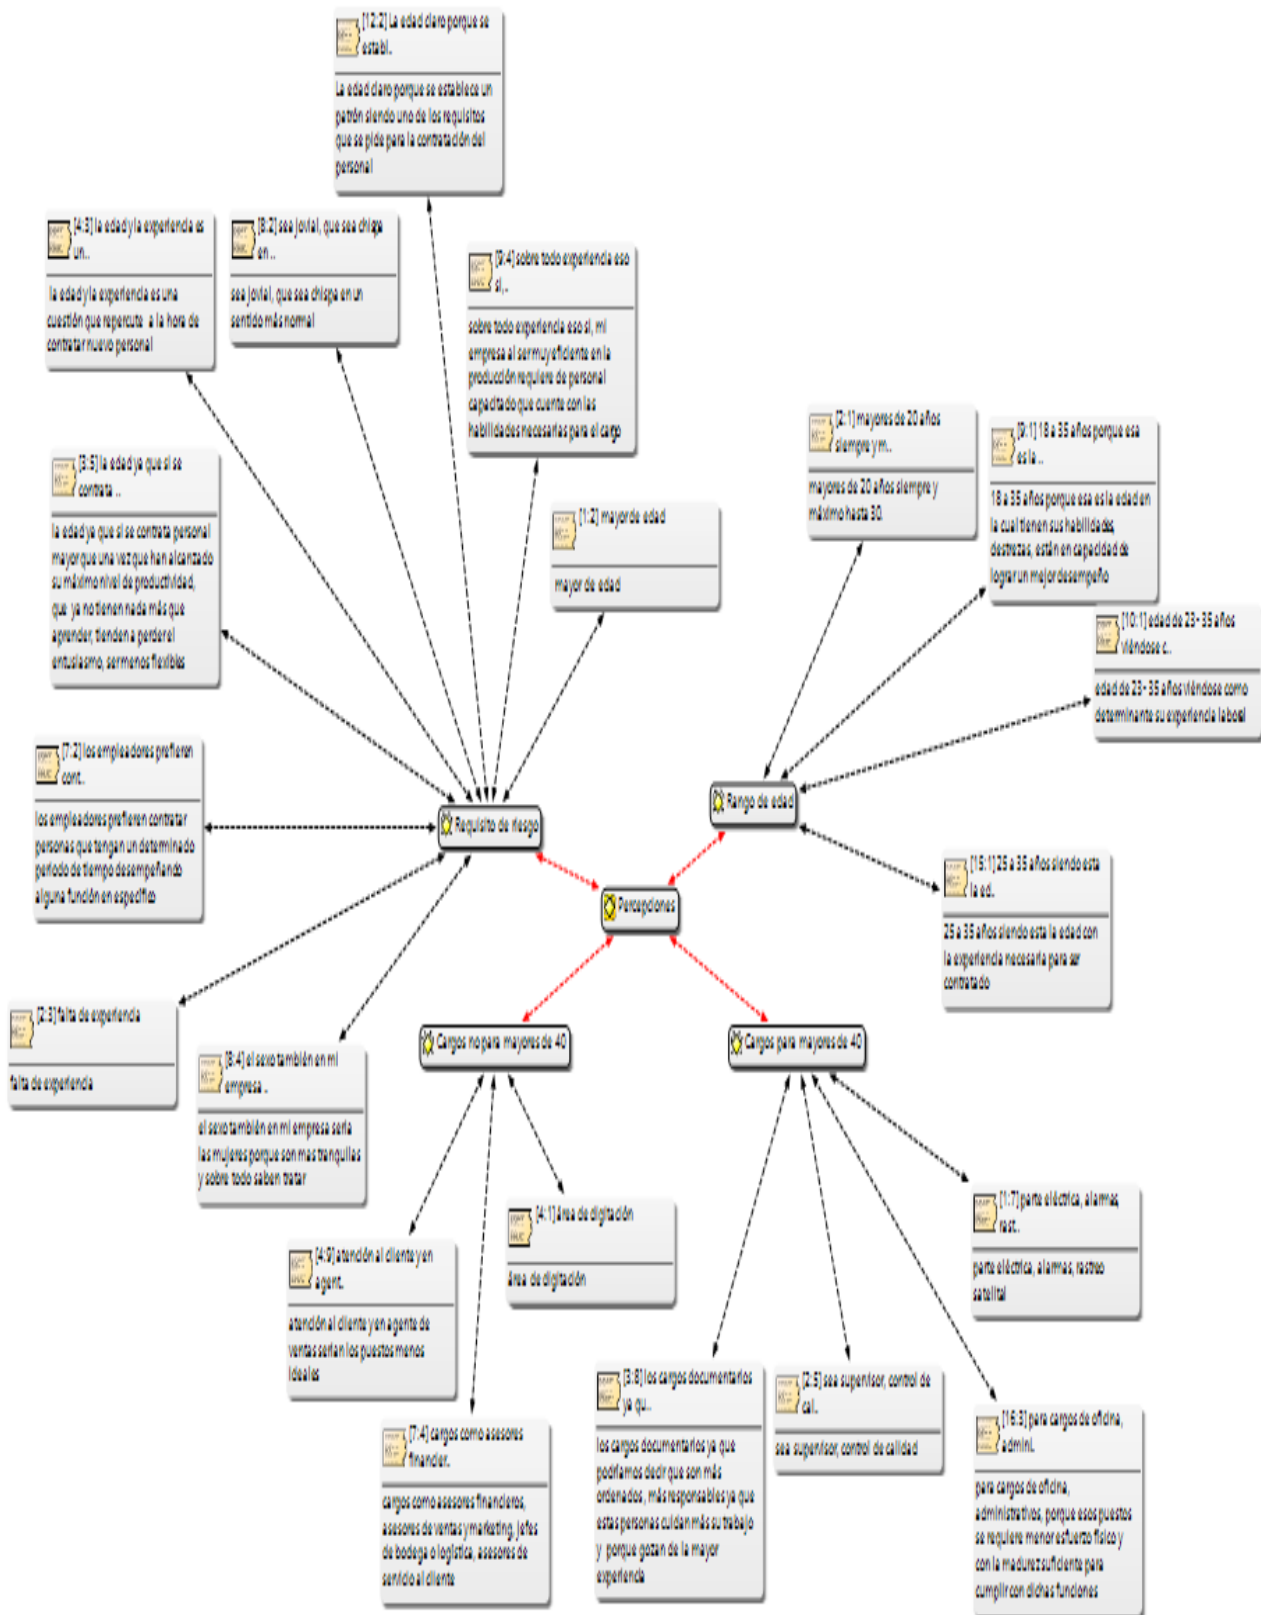 [12:2] La edad claro porque se
establ..
La edad claro porque se establece un
patrón siendo uno de los requisitos
que se pide para la contratación del
personal
[4:3] la edad y la experiencia es
un..
la edad y la experiencia es una
cuestión que repercute a la hora de
contratar nuevo personal
[8:2] sea jovial, que sea chispa
en ..
sea jovial, que sea chispa en un
sentido más normal
[9:4] sobre todo experiencia eso
si,..
sobre todo experiencia eso si, mi
empresa al ser muy eficiente en la
producción requiere de personal
capacitado que cuente con las
habilidades necesarias para el cargo
[3:5] la edad ya que si se
contrata ..
la edad ya que si se contrata personal
mayor que una vez que han alcanzado
su máximo nivel de productividad,
que ya no tienen nada más que
aprender, tienden a perder el
entusiasmo, ser menos flexibles
[1:2] mayor de edad
mayor de edad
[2:1] mayores de 20 años
siempre y m..
mayores de 20 años siempre y
máximo hasta 30.
[9:1] 18 a 35 años porque esa
es la ..
18 a 35 años porque esa es la edad en
la cual tienen sus habilidades,
destrezas, están en capacidad de
lograr un mejor desempeño
[10:1] edad de 23- 35 años
viéndose c..
edad de 23- 35 años viéndose como
determinante su experiencia laboral
[7:2] los empleadores prefieren
cont..
los empleadores prefieren contratar
personas que tengan un determinado
periodo de tiempo desempeñando
alguna función en específico
Requisito de riesgo
Rango de edad
Percepciones
[15:1] 25 a 35 años siendo esta
la ed..
25 a 35 años siendo esta la edad con
la experiencia necesaria para ser
contratado
[2:3] falta de experiencia
falta de experiencia
[8:4] el sexo también en mi
empresa ..
el sexo también en mi empresa seria
las mujeres porque son mas tranquilas
y sobre todo saben tratar
Cargos no para mayores de 40
Cargos para mayores de 40
[4:9] atención al cliente y en
agent..
atención al cliente y en agente de
ventas serían los puestos menos
ideales
[4:1] área de digitación
área de digitación
[7:4] cargos como asesores
financier..
cargos como asesores financieros,
asesores de ventas y marketing, jefes
de bodega o logística, asesores de
servicio al cliente
[1:7] parte eléctrica, alarmas,
rast..
parte eléctrica, alarmas, rastreo
satelital
[3:8] los cargos documentarios
ya qu..
los cargos documentarios ya que
podríamos decir que son más
ordenados, más responsables ya que
estas personas cuidan más su trabajo
y porque gozan de la mayor
experiencia
[2:5] sea supervisor, control de
cal..
sea supervisor, control de calidad
[16:3] para cargos de oficina,
admini..
para cargos de oficina,
administrativos, porque esos puestos
se requiere menor esfuerzo físico y
con la madurez suficiente para
cumplir con dichas funciones